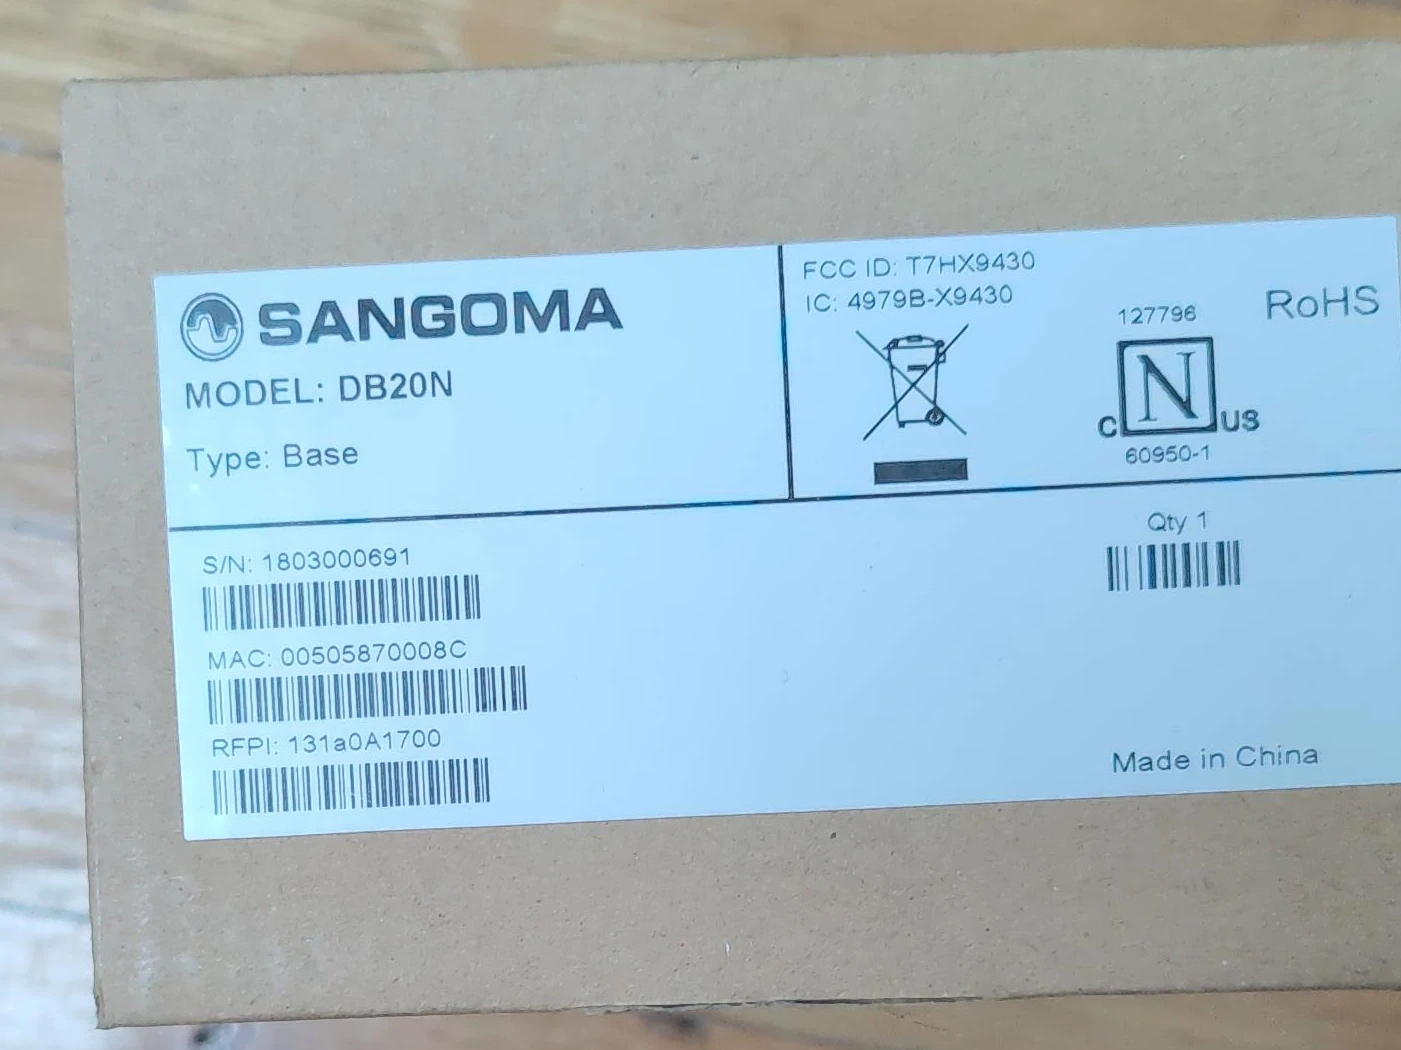 SANGOMA
MODEL: DB20N
Type: Base
FCC ID: T7HX9430
IC: 4979B-X9430
127796
RoHS
C N US
60950-1
S/N: 1803000691
Qty 1
MAC: 00505870008C
RFPI: 131a0A1700
Made in China